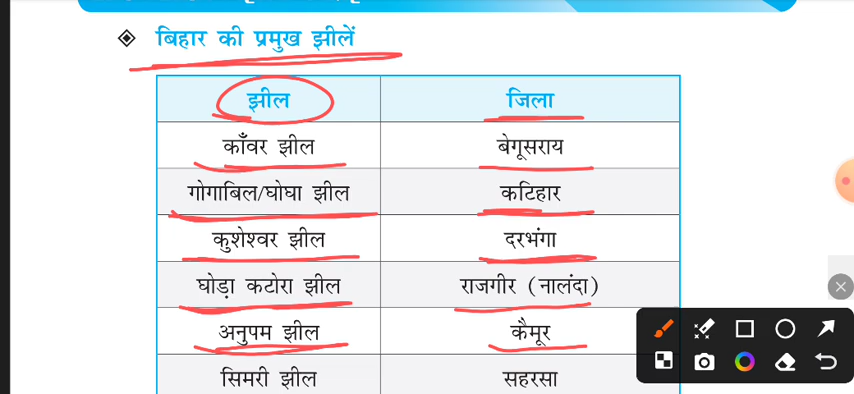 बिहार की प्रमुख झीलें
झील जिला
काँवर झील बेगूसराय
गोगाबिल/घोघा झील कटिहार
कुशेश्वर झील दरभंगा
घोड़ा कटोरा झील राजगीर (नालंदा)
अनुपम झील कैमूर
सिमरी झील सहरसा